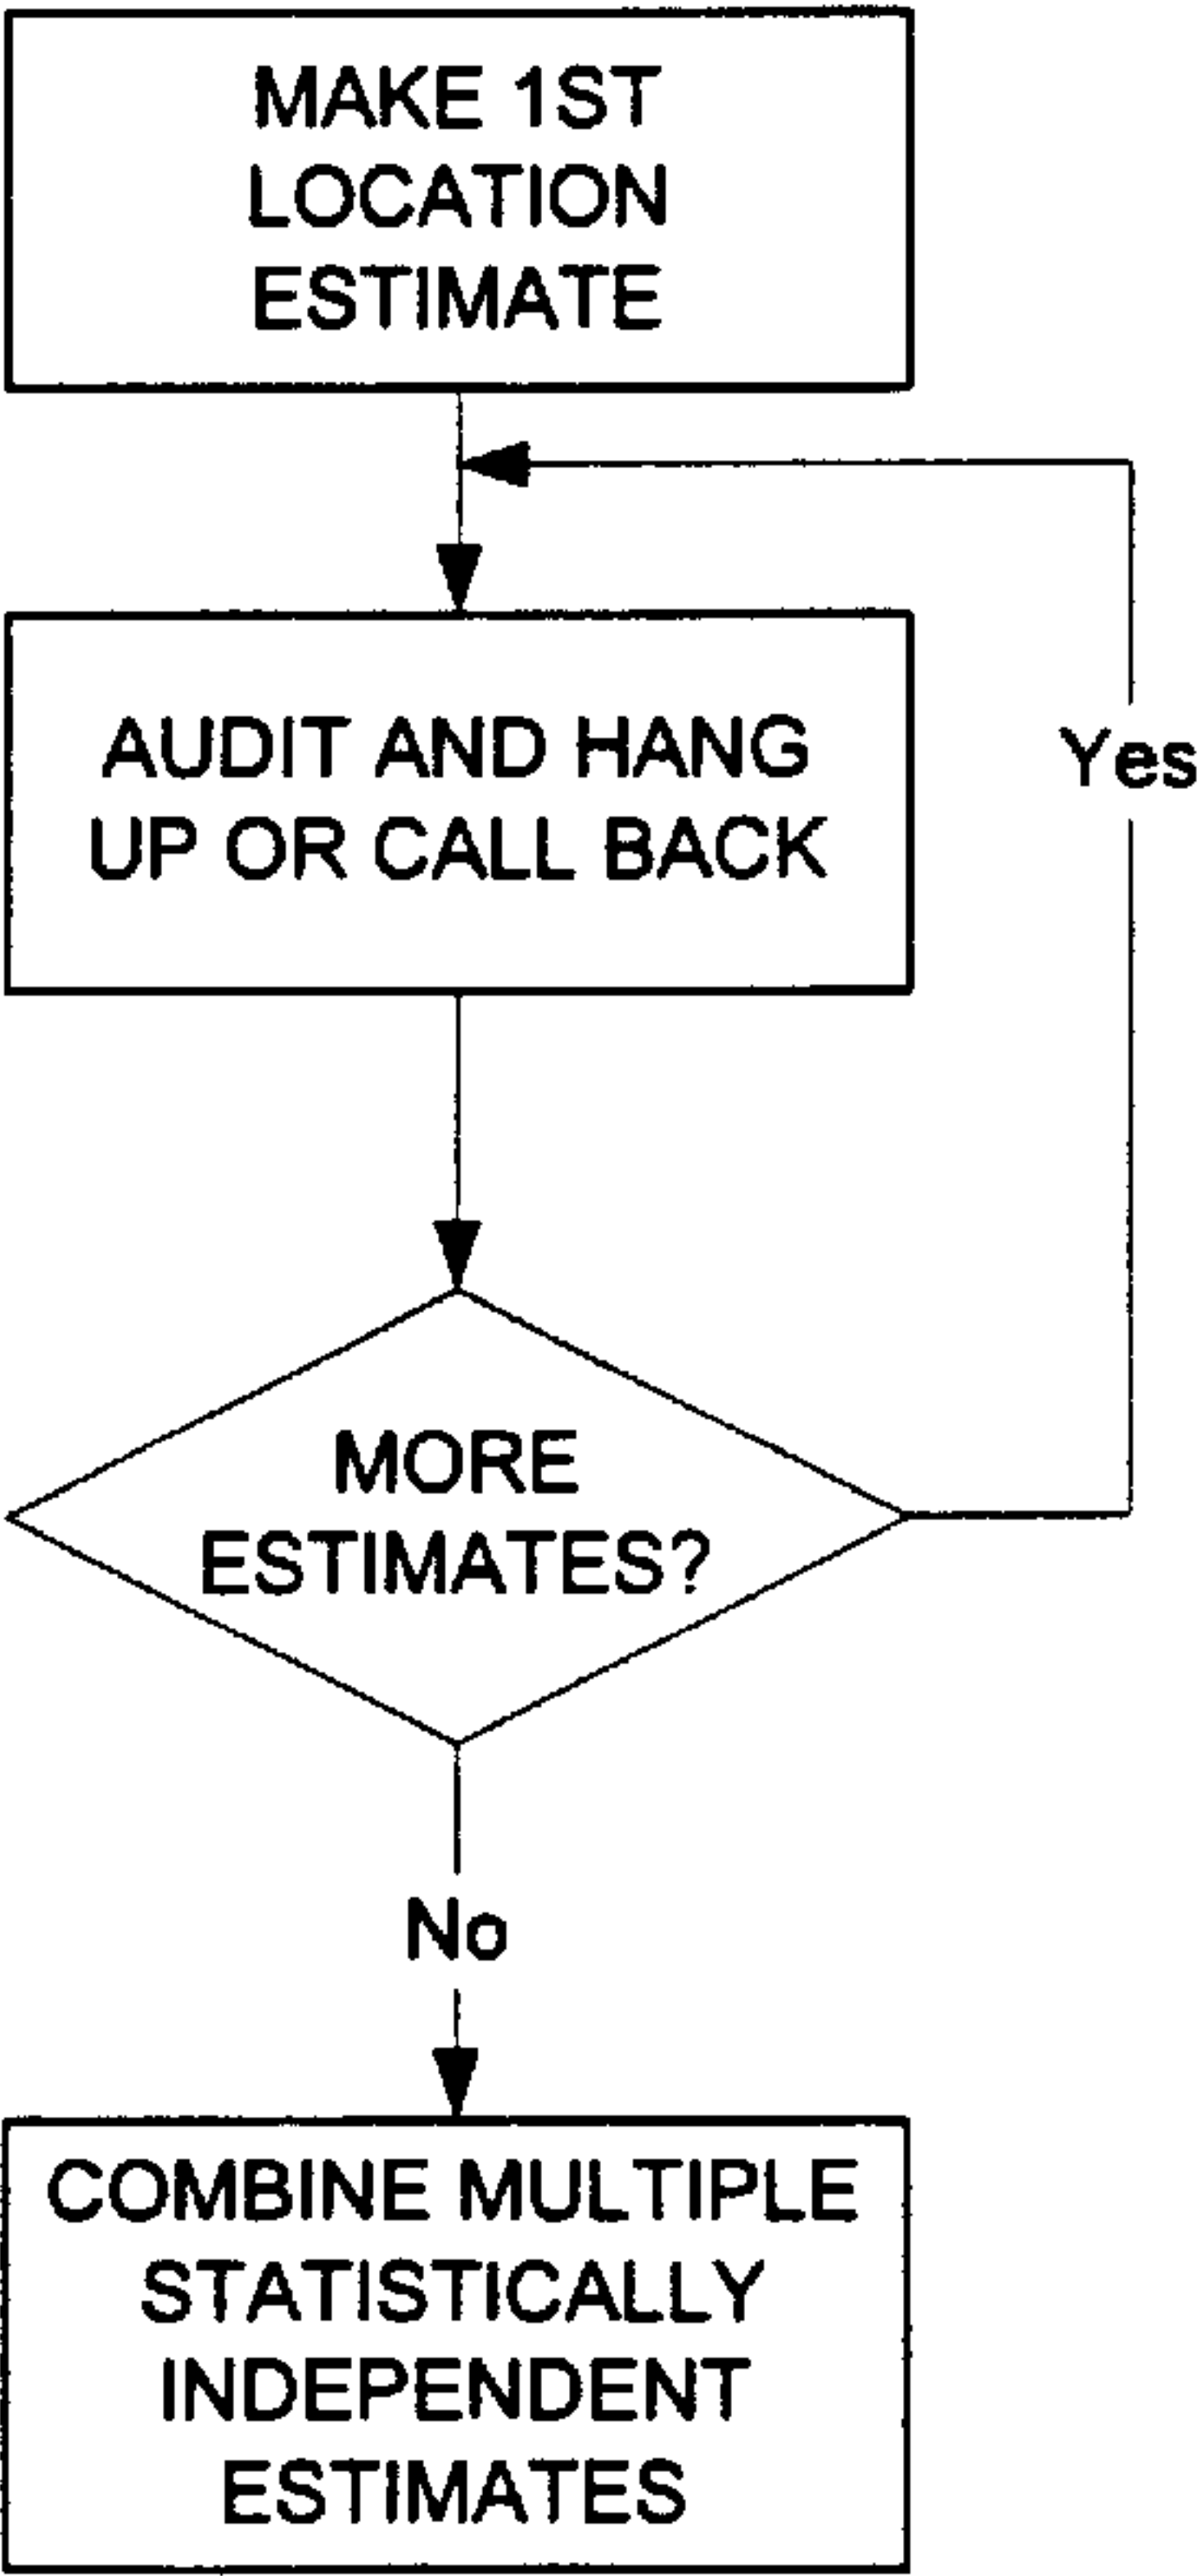 MAKE 1ST
LOCATION
ESTIMATE
AUDIT AND HANG
UP OR CALL BACK
Yes
MORE
ESTIMATES?
No
COMBINE MULTIPLE
STATISTICALLY
INDEPENDENT
ESTIMATES